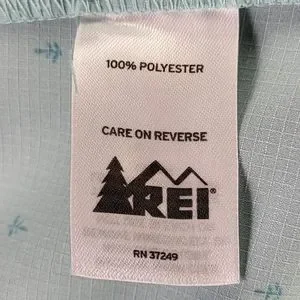 100% POLYESTER
CARE ON REVERSE
REI®
RN 37249